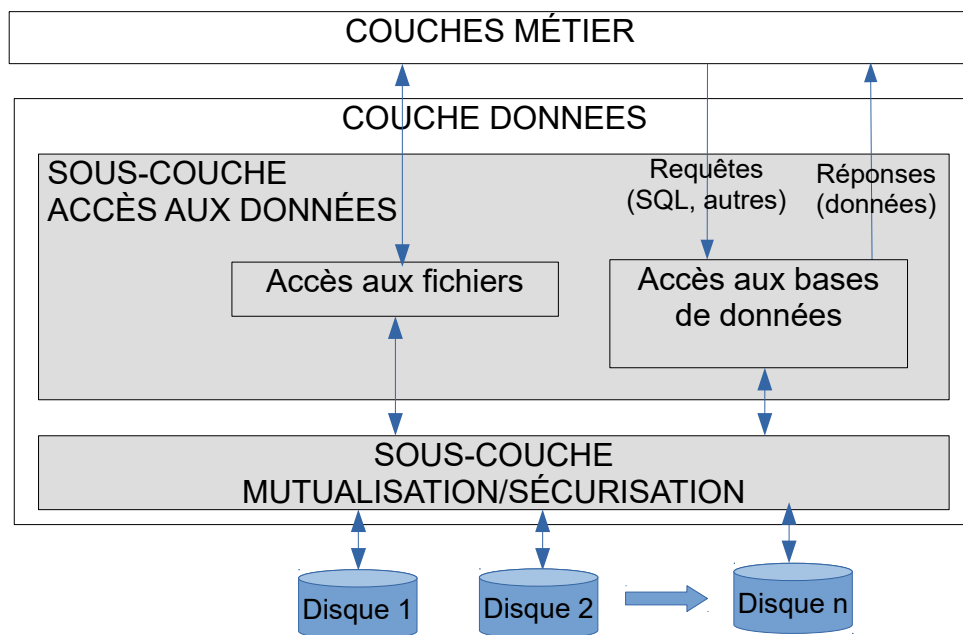 COUCHES MÉTIER
COUCHE DONNEES
SOUS-COUCHE
ACCÈS AUX DONNÉES
Requêtes
(SQL, autres)
Réponses
(données)
Accès aux fichiers
Accès aux bases
de données
SOUS-COUCHE
MUTUALISATION/SÉCURISATION
Disque 1
Disque 2
Disque n